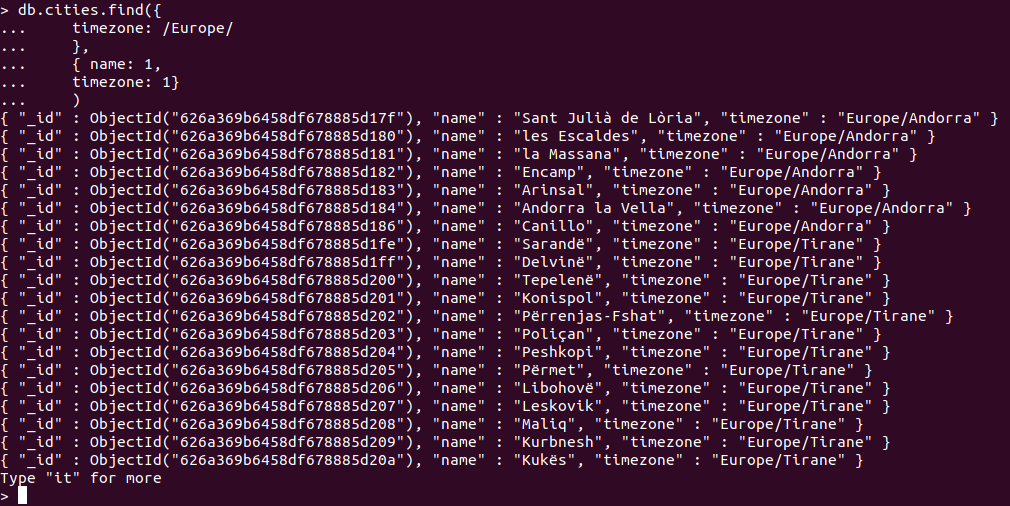 > db.cities.find({
...     timezone: /Europe/
...     },
...     { name: 1,
...     timezone: 1}
...     )
{ "_id" : ObjectId("626a369b6458df678885d17f"), "name" : "Sant Julià de Lòria", "timezone" : "Europe/Andorra" }
{ "_id" : ObjectId("626a369b6458df678885d180"), "name" : "les Escaldes", "timezone" : "Europe/Andorra" }
{ "_id" : ObjectId("626a369b6458df678885d181"), "name" : "la Massana", "timezone" : "Europe/Andorra" }
{ "_id" : ObjectId("626a369b6458df678885d182"), "name" : "Encamp", "timezone" : "Europe/Andorra" }
{ "_id" : ObjectId("626a369b6458df678885d183"), "name" : "Arinsal", "timezone" : "Europe/Andorra" }
{ "_id" : ObjectId("626a369b6458df678885d184"), "name" : "Andorra la Vella", "timezone" : "Europe/Andorra" }
{ "_id" : ObjectId("626a369b6458df678885d186"), "name" : "Canillo", "timezone" : "Europe/Andorra" }
{ "_id" : ObjectId("626a369b6458df678885d1fe"), "name" : "Sarandë", "timezone" : "Europe/Tirane" }
{ "_id" : ObjectId("626a369b6458df678885d1ff"), "name" : "Delvinë", "timezone" : "Europe/Tirane" }
{ "_id" : ObjectId("626a369b6458df678885d200"), "name" : "Tepelenë", "timezone" : "Europe/Tirane" }
{ "_id" : ObjectId("626a369b6458df678885d201"), "name" : "Konispol", "timezone" : "Europe/Tirane" }
{ "_id" : ObjectId("626a369b6458df678885d202"), "name" : "Përrenjas-Fshat", "timezone" : "Europe/Tirane" }
{ "_id" : ObjectId("626a369b6458df678885d203"), "name" : "Poliçan", "timezone" : "Europe/Tirane" }
{ "_id" : ObjectId("626a369b6458df678885d204"), "name" : "Peshkopi", "timezone" : "Europe/Tirane" }
{ "_id" : ObjectId("626a369b6458df678885d205"), "name" : "Përmet", "timezone" : "Europe/Tirane" }
{ "_id" : ObjectId("626a369b6458df678885d206"), "name" : "Libohovë", "timezone" : "Europe/Tirane" }
{ "_id" : ObjectId("626a369b6458df678885d207"), "name" : "Leskovik", "timezone" : "Europe/Tirane" }
{ "_id" : ObjectId("626a369b6458df678885d208"), "name" : "Maliq", "timezone" : "Europe/Tirane" }
{ "_id" : ObjectId("626a369b6458df678885d209"), "name" : "Kurbnesh", "timezone" : "Europe/Tirane" }
{ "_id" : ObjectId("626a369b6458df678885d20a"), "name" : "Kukës", "timezone" : "Europe/Tirane" }
Type "it" for more
>